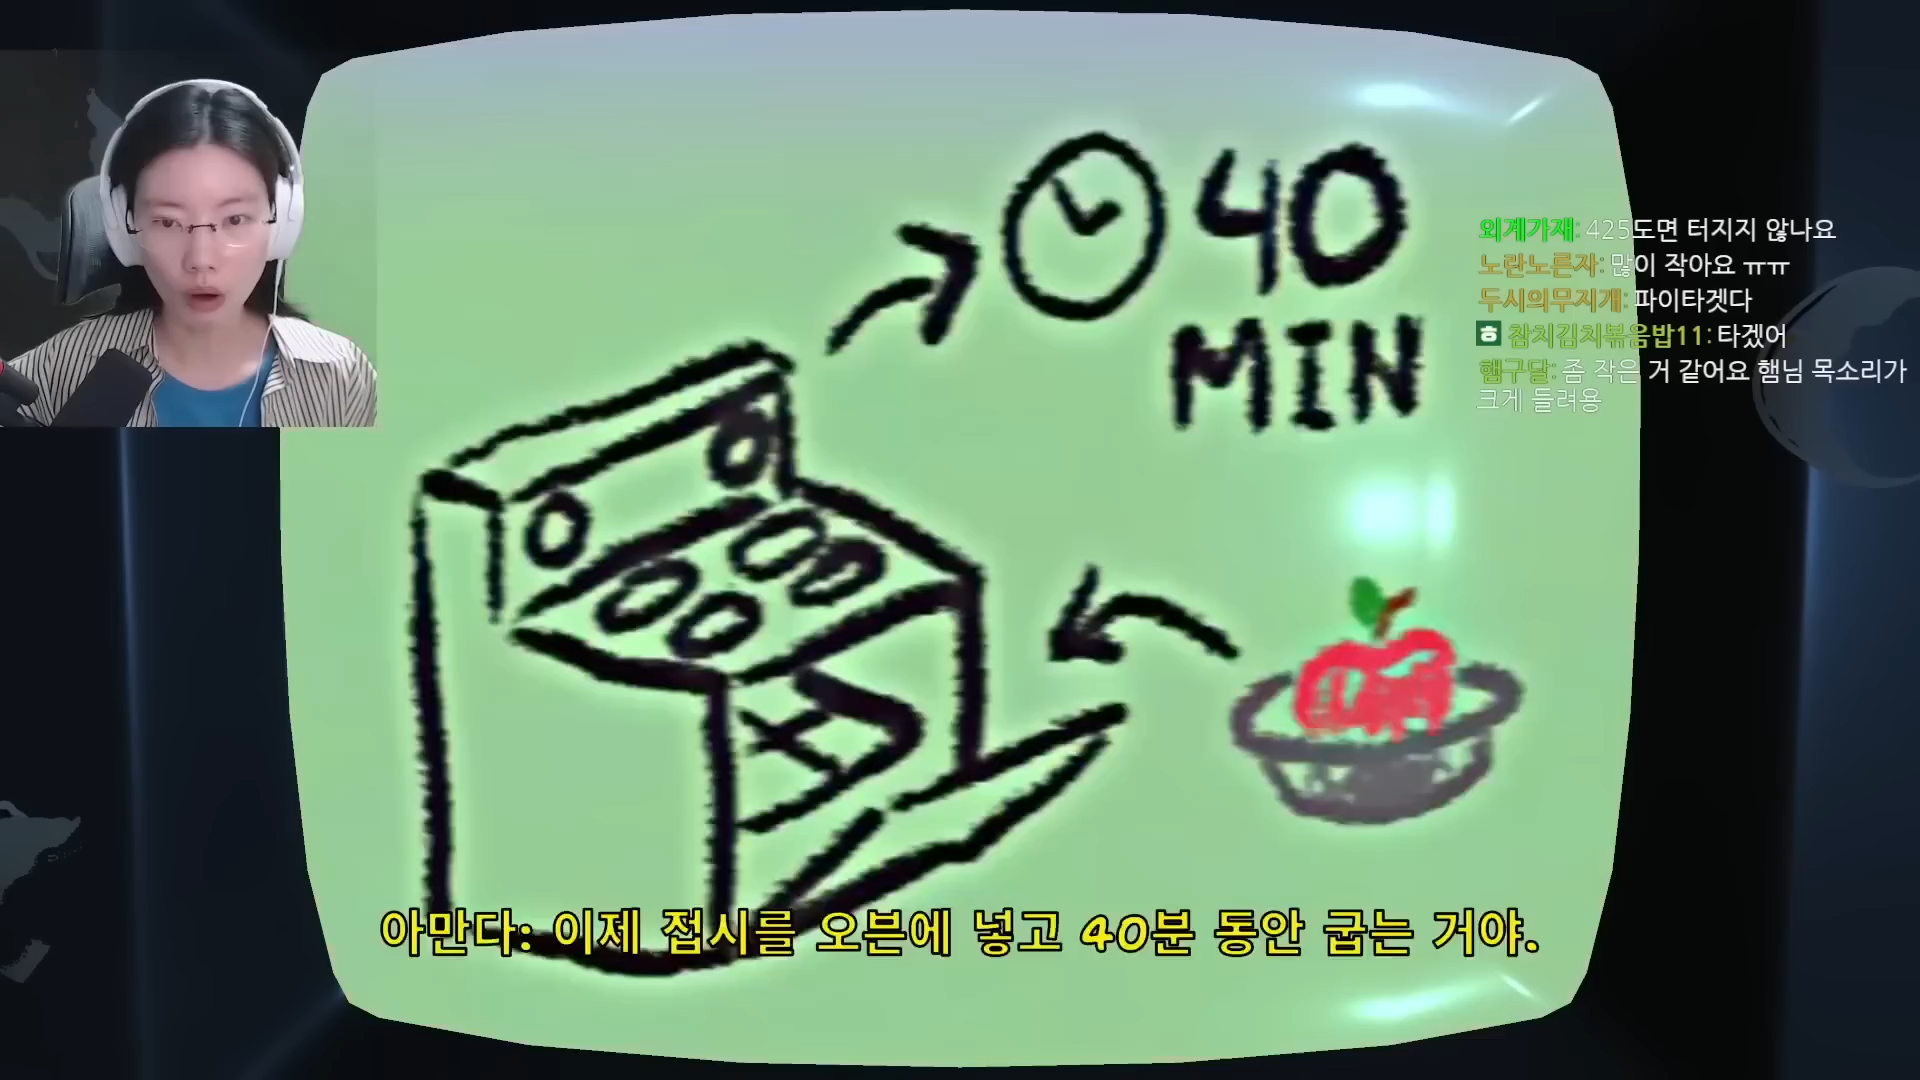 40
MIN
외계가재: 425도면 터지지 않나요
노란노른자: 많이 작아요 ㅠㅠ
두시의무지개: 파이타겟다
ㅎ 참치김치볶음밥11: 타겠어
햄구달: 좀 작은 거 같어요 햄님 목소리가
크게 들려용
아만다: 이제 접시를 오븐에 넣고 40분 동안 굽는 거야.